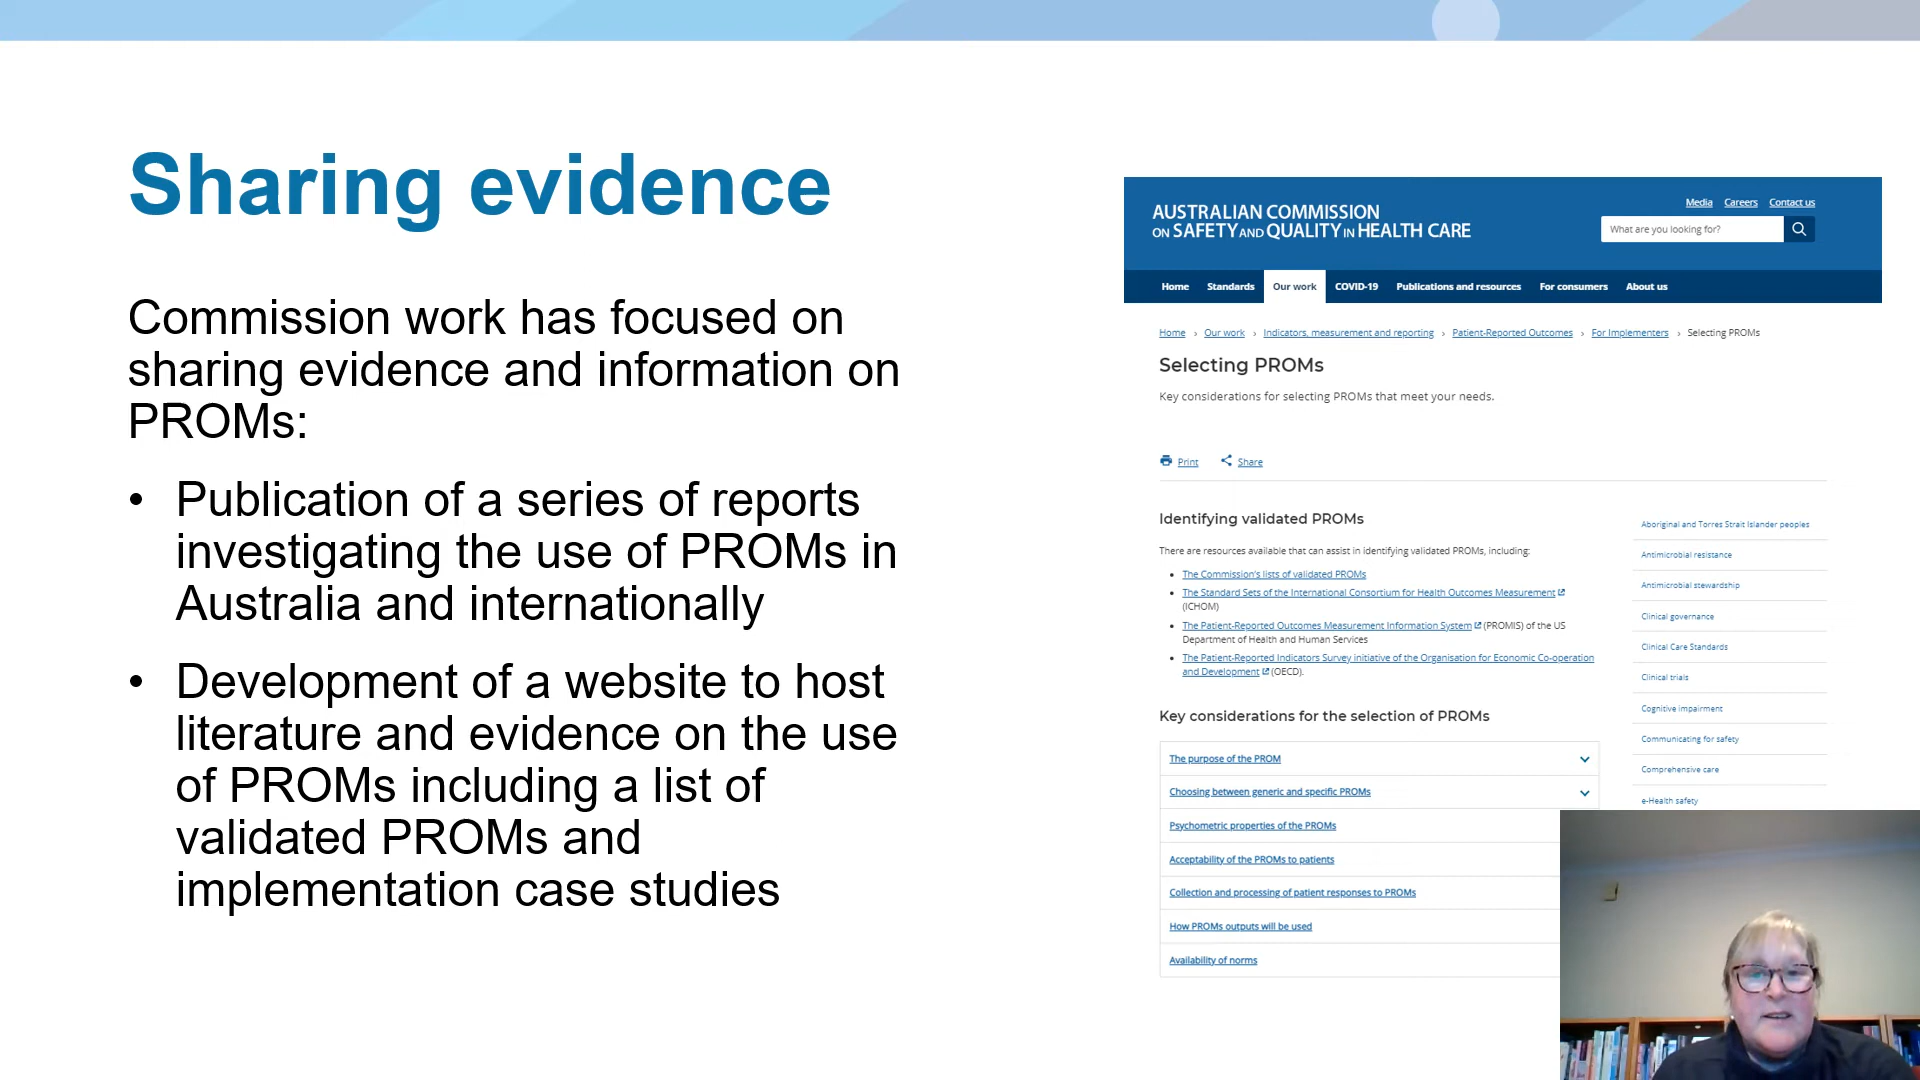 Sharing evidence
Commission work has focused on
sharing evidence and information on
PROMs:
• Publication of a series of reports
investigating the use of PROMs in
Australia and internationally
• Development of a website to host
literature and evidence on the use
of PROMs including a list of
validated PROMs and
implementation case studies
AUSTRALIAN COMMISSION
ON SAFETY AND QUALITY IN HEALTH CARE
Media Careers Contact us
What are you looking for?
Home Standards Our work COVID-19 Publications and resources For consumers About us
Home › Our work › Indicators, measurement and reporting › Patient-Reported Outcomes › For Implementers › Selecting PROMs
Selecting PROMs
Key considerations for selecting PROMs that meet your needs.
Print Share
Identifying validated PROMs
There are resources available that can assist in identifying validated PROMs, including:
• The Commission's lists of validated PROMs
• The Standard Sets of the International Consortium for Health Outcomes Measurement
(ICHOM)
• The Patient-Reported Outcomes Measurement Information System (PROMIS) of the US
Department of Health and Human Services
• The Patient-Reported Indicators Survey initiative of the Organisation for Economic Co-operation
and Development (OECD).
Key considerations for the selection of PROMs
The purpose of the PROM
Choosing between generic and specific PROMs
Psychometric properties of the PROMs
Acceptability of the PROMs to patients
Collection and processing of patient responses to PROMs
How PROMs outputs will be used
Availability of norms
Aboriginal and Torres Strait Islander peoples
Antimicrobial resistance
Antimicrobial stewardship
Clinical governance
Clinical Care Standards
Clinical trials
Cognitive impairment
Communicating for safety
Comprehensive care
e-Health safety